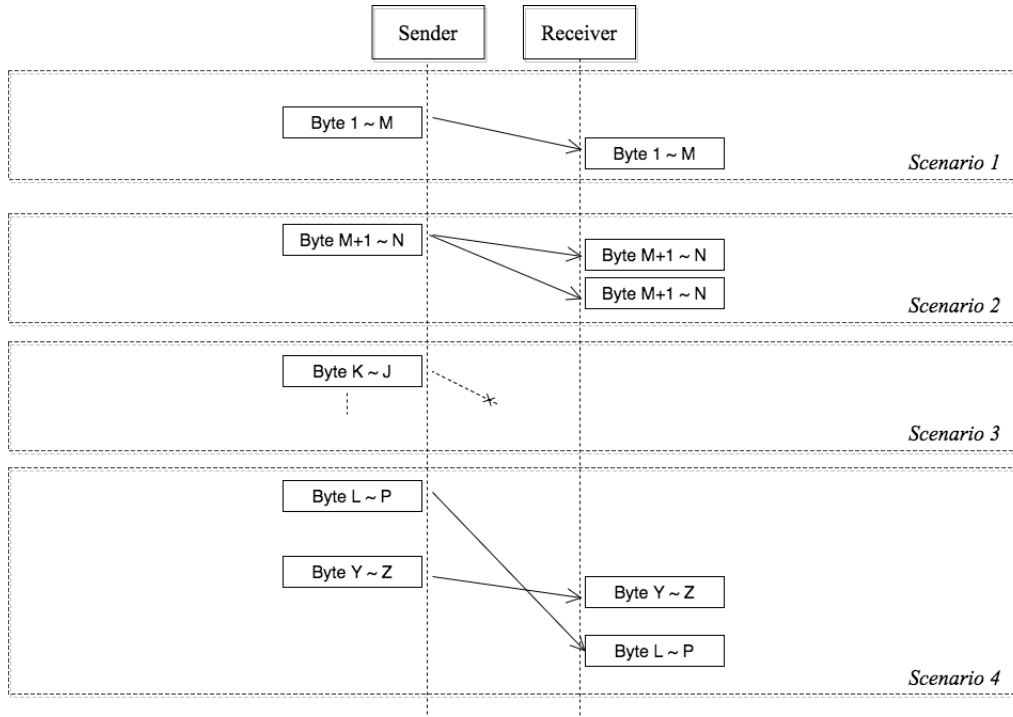 Sender
Receiver
Byte 1 ~ M
Byte 1 ~ M
Scenario 1
Byte M+1 ~ N
Byte M+1 ~ N
Byte M+1 ~ N
Scenario 2
Byte K ~ J
Scenario 3
Byte L ~ P
Byte Y ~ Z
Byte Y ~ Z
Byte L ~ P
Scenario 4